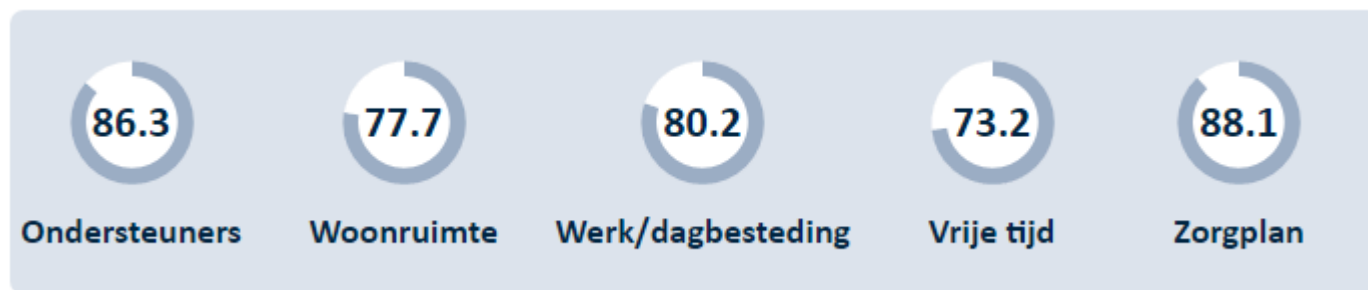 86.3 77.7 80.2 73.2 88.1
Ondersteuners Woonruimte Werk/dagbesteding Vrije tijd Zorgplan